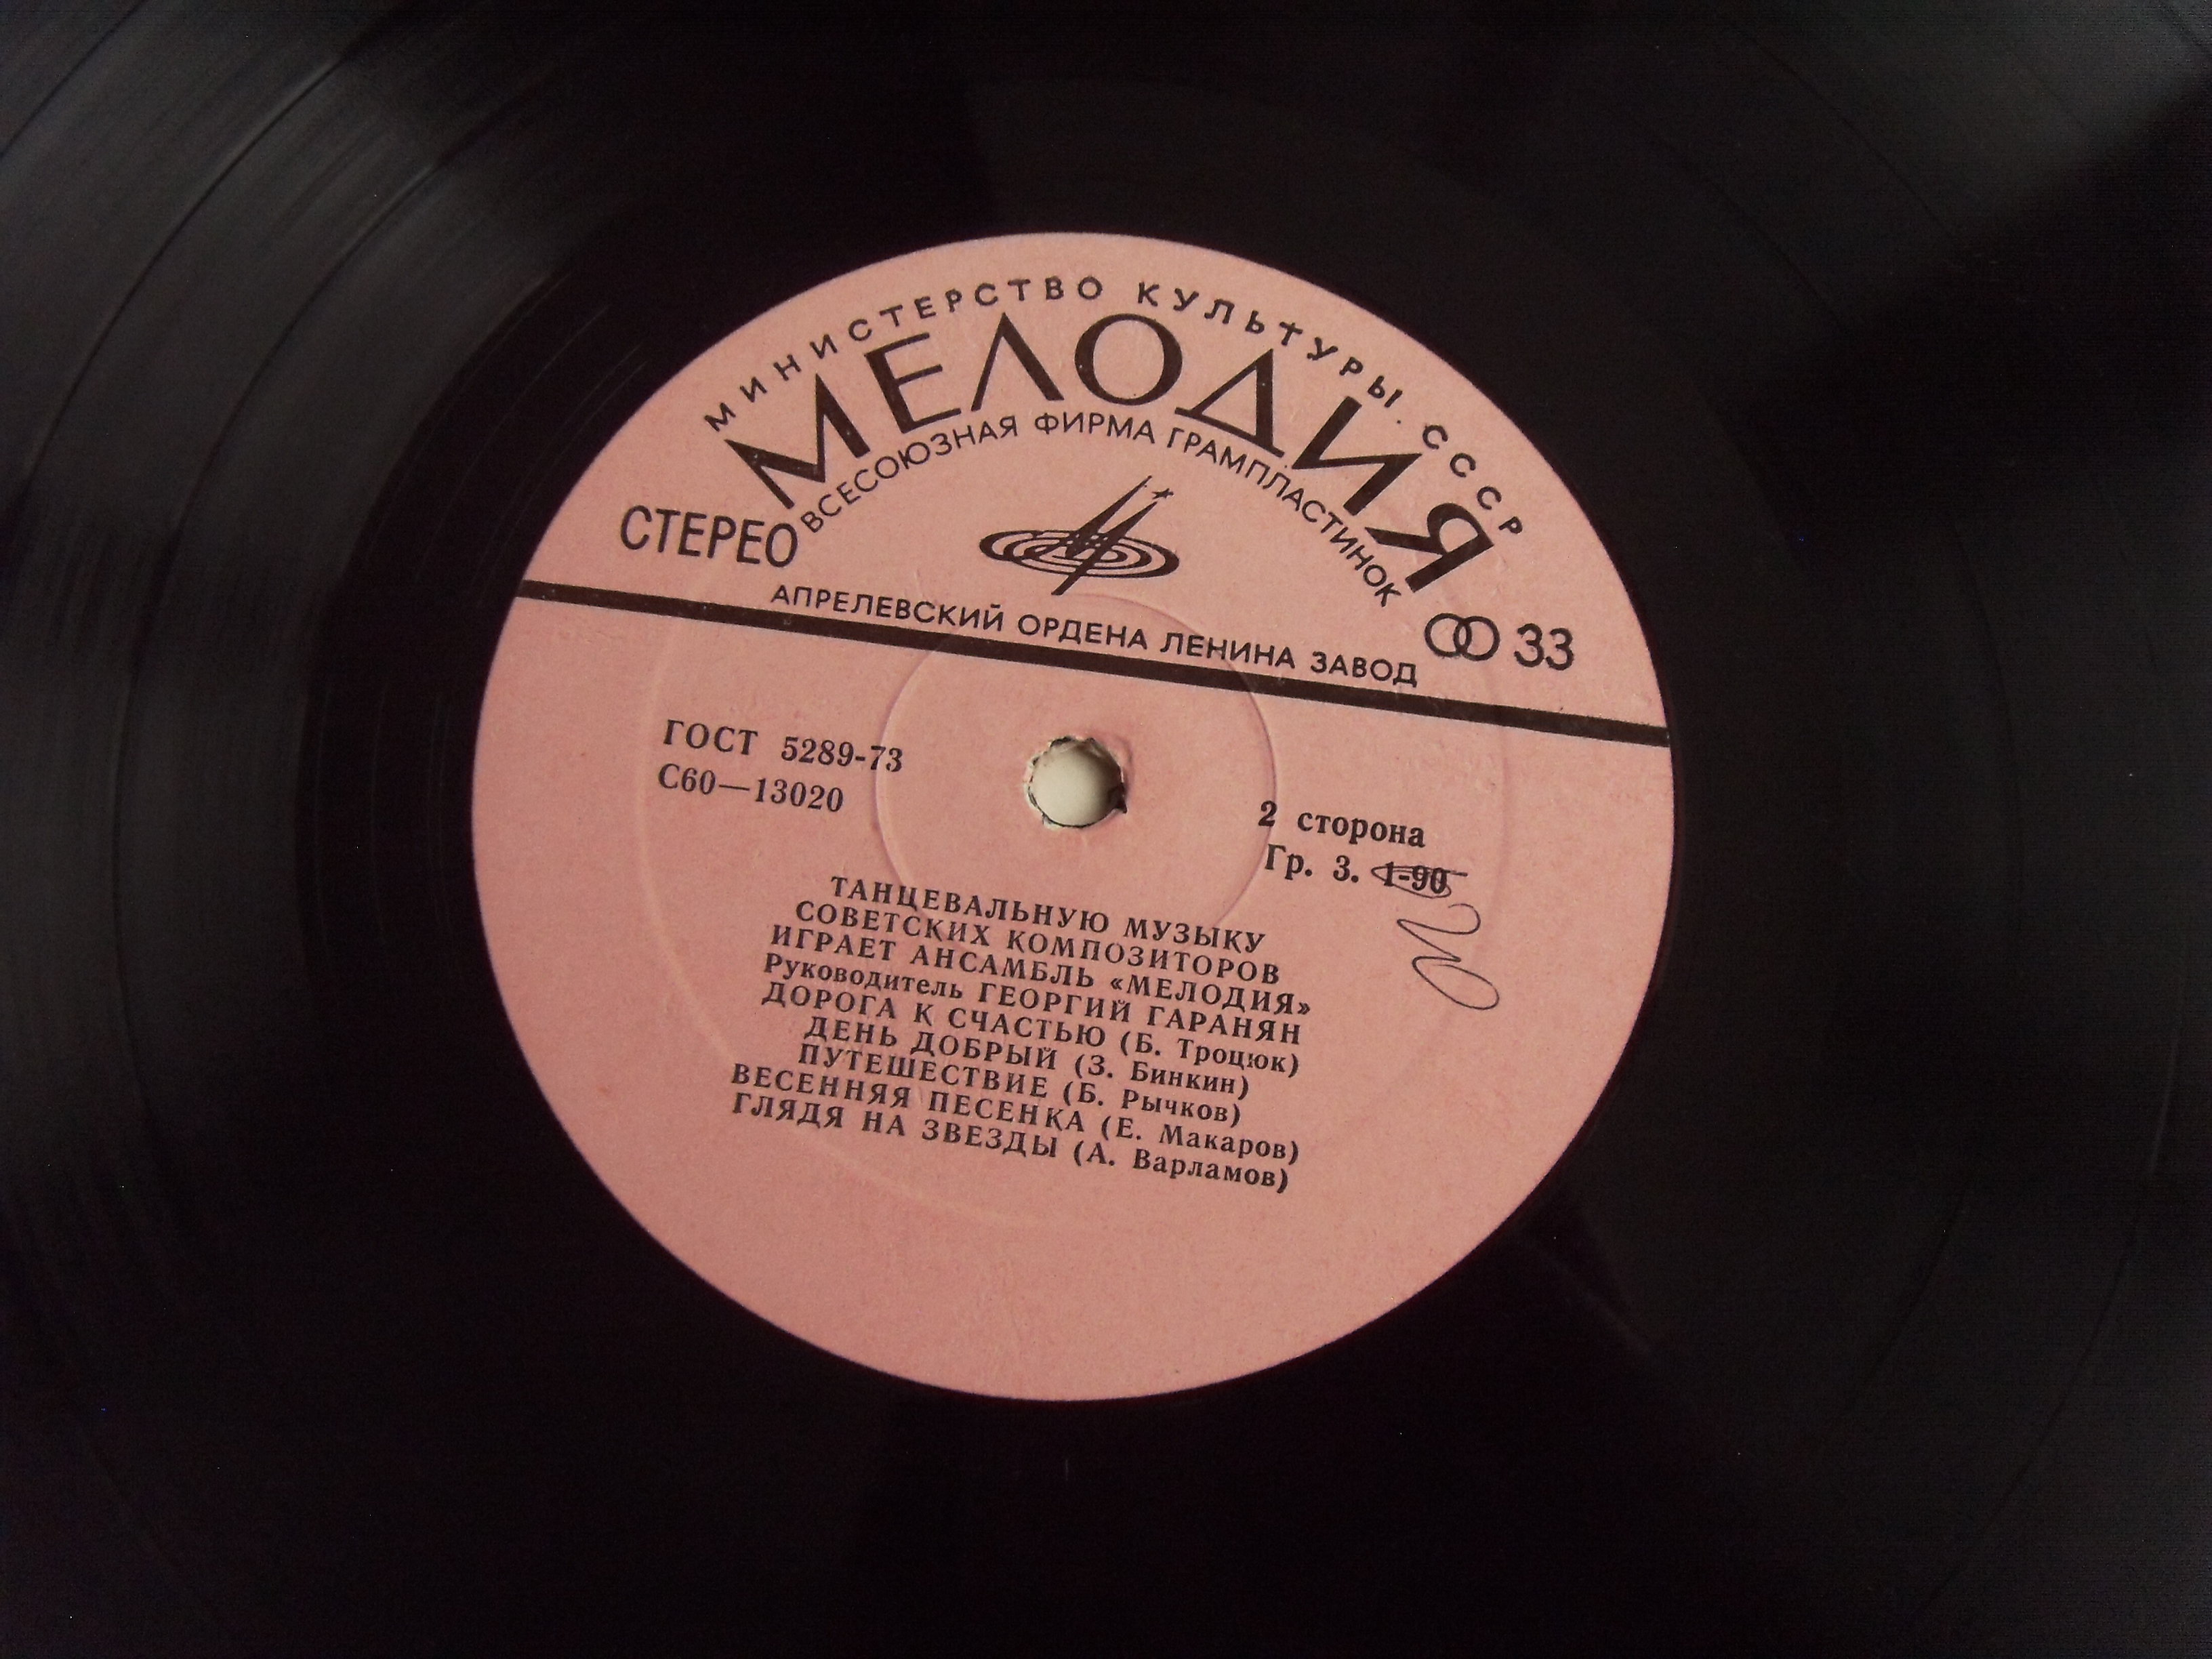 МИНИСТЕРСТВО КУЛЬТУРЫ СССР
МЕЛОДИЯ
ВСЕСОЮЗНАЯ ФИРМА ГРАМПЛАСТИНОК
СТЕРЕО
33
АПРЕЛЕВСКИЙ ОРДЕНА ЛЕНИНА ЗАВОД
ГОСТ 5289-73
С60—13020
2 сторона
Гр. 3. 1-90
ТАНЦЕВАЛЬНУЮ МУЗЫКУ
СОВЕТСКИХ КОМПОЗИТОРОВ
ИГРАЕТ АНСАМБЛЬ «МЕЛОДИЯ»
Руководитель ГЕОРГИЙ ГАРАНЯН
ДОРОГА К СЧАСТЬЮ (Б. Троцюк)
ДЕНЬ ДОБРЫЙ (З. Бинкин)
ПУТЕШЕСТВИЕ (Б. Рычков)
ВЕСЕННЯЯ ПЕСЕНКА (Е. Макаров)
ГЛЯДЯ НА ЗВЕЗДЫ (А. Варламов)